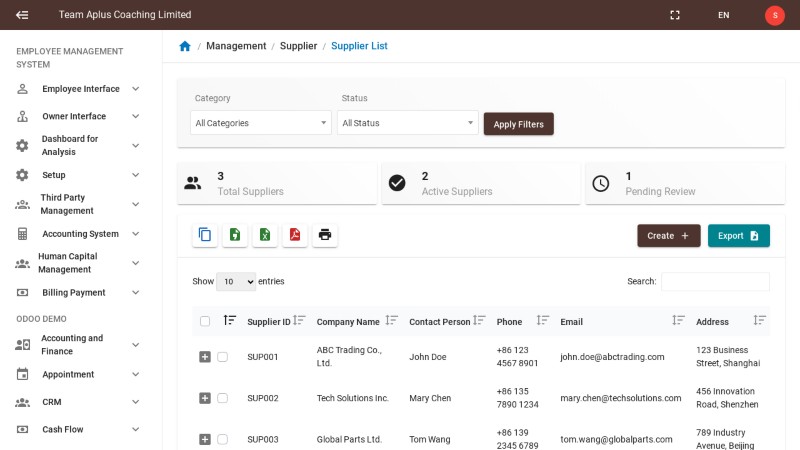 Team Aplus Coaching Limited
EN
S
EMPLOYEE MANAGEMENT
SYSTEM
Employee Interface
Owner Interface
Dashboard for
Analysis
Setup
Third Party
Management
Accounting System
Human Capital
Management
Billing Payment
ODOO DEMO
Accounting and
Finance
Appointment
CRM
Cash Flow
/ Management / Supplier / Supplier List
Category
Status
All Categories
All Status
Apply Filters
3
Total Suppliers
2
Active Suppliers
1
Pending Review
Create +
Export
Show 10 entries
Search:
Supplier ID Company Name Contact Person Phone Email Address
SUP001
ABC Trading Co.,
Ltd.
John Doe
+86 123
4567 8901
john.doe@abctrading.com
123 Business
Street, Shanghai
SUP002
Tech Solutions Inc.
Mary Chen
+86 135
7890 1234
mary.chen@techsolutions.com
456 Innovation
Road, Shenzhen
SUP003
Global Parts Ltd.
Tom Wang
+86 139
2345 6789
tom.wang@globalparts.com
789 Industry
Avenue, Beijing